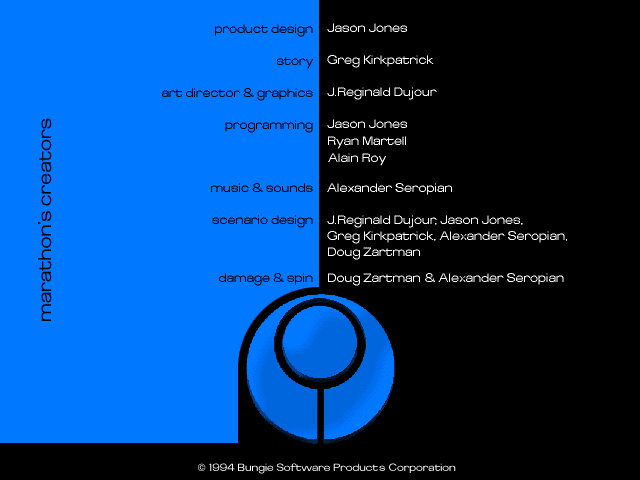 marathon's creators
product design Jason Jones
story Greg Kirkpatrick
art director & graphics J.Reginald Dujour
programming Jason Jones
Ryan Martell
Alain Roy
music & sounds Alexander Seropian
scenario design J.Reginald Dujour, Jason Jones,
Greg Kirkpatrick, Alexander Seropian,
Doug Zartman
damage & spin Doug Zartman & Alexander Seropian
© 1994 Bungie Software Products Corporation